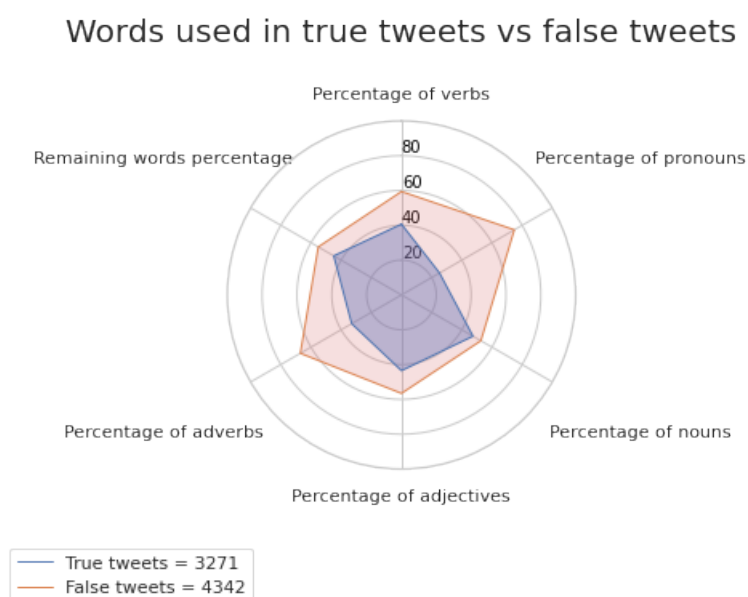 Words used in true tweets vs false tweets
Percentage of verbs
Remaining words percentage
Percentage of pronouns
80
60
40
20
Percentage of adverbs
Percentage of nouns
Percentage of adjectives
True tweets = 3271
False tweets = 4342